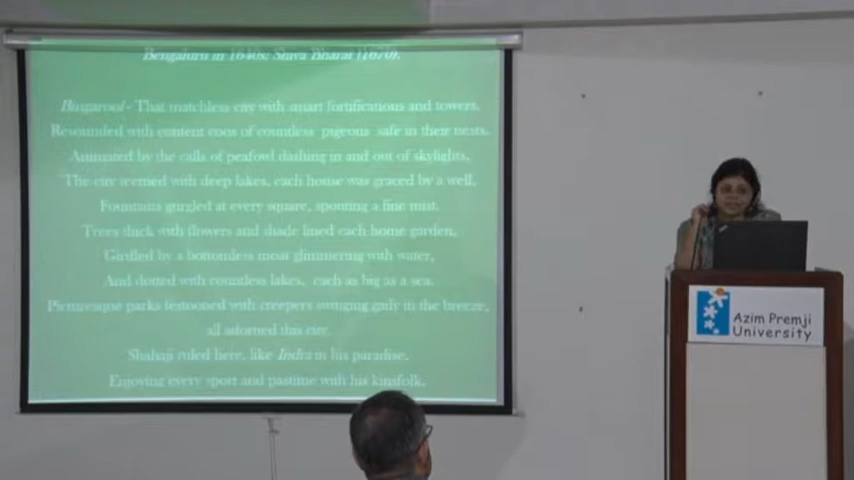 Bengaluru in 1640s; Shiva Bharat (1670).
Bingarool - That matchless city with smart fortifications and towers,
Resounded with content coos of countless pigeons safe in their nests.
Animated by the calls of peafowl dashing in and out of skylights,
The city teemed with deep lakes, each house was graced by a well,
Fountains gurgled at every square, spouting a fine mist.
Trees thick with flowers and shade lined each home garden,
Girdled by a bottomless moat glimmering with water,
And dotted with countless lakes, each as big as a sea.
Picturesque parks festooned with creepers swinging gaily in the breeze,
all adorned this city.
Shahaji ruled here, like Indra in his paradise,
Enjoying every sport and pastime with his kinsfolk.
Azim Premji
University